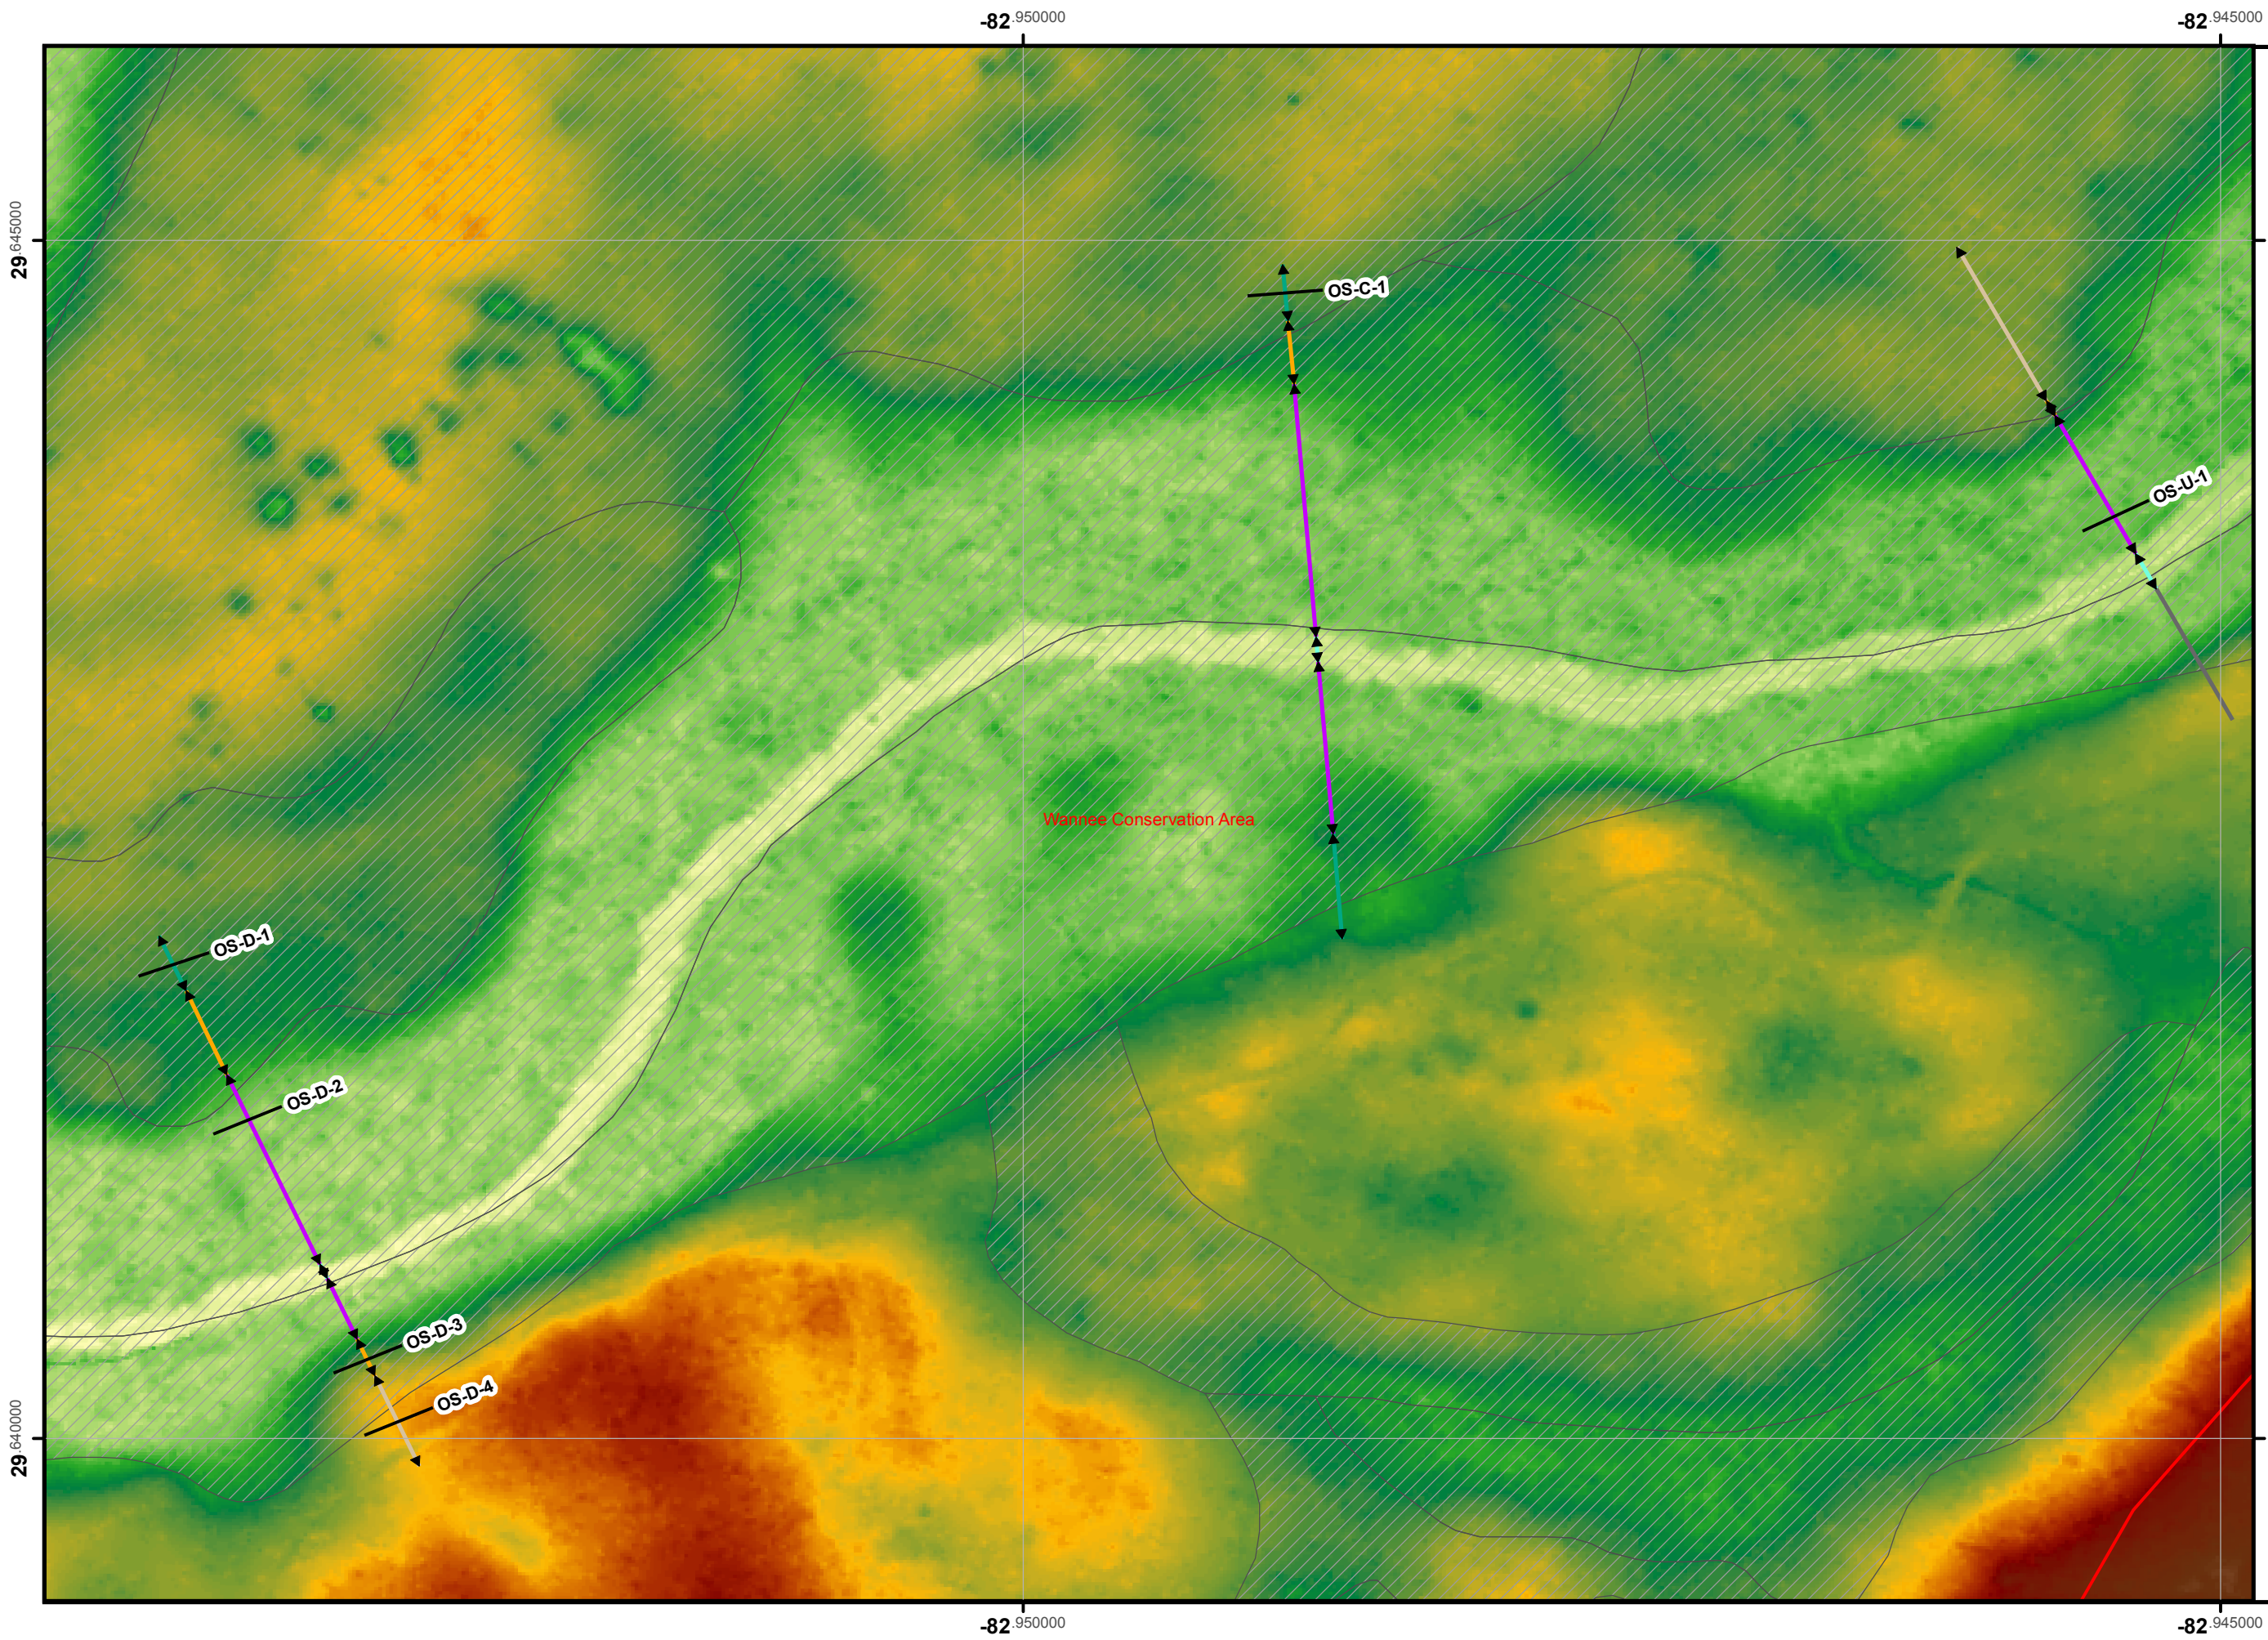 -82.950000
-82.945000
29.645000
OS-C-1
OS-U-1
Wannee Conservation Area
OS-D-1
OS-D-2
OS-D-3
OS-D-4
29.640000
-82.950000
-82.945000